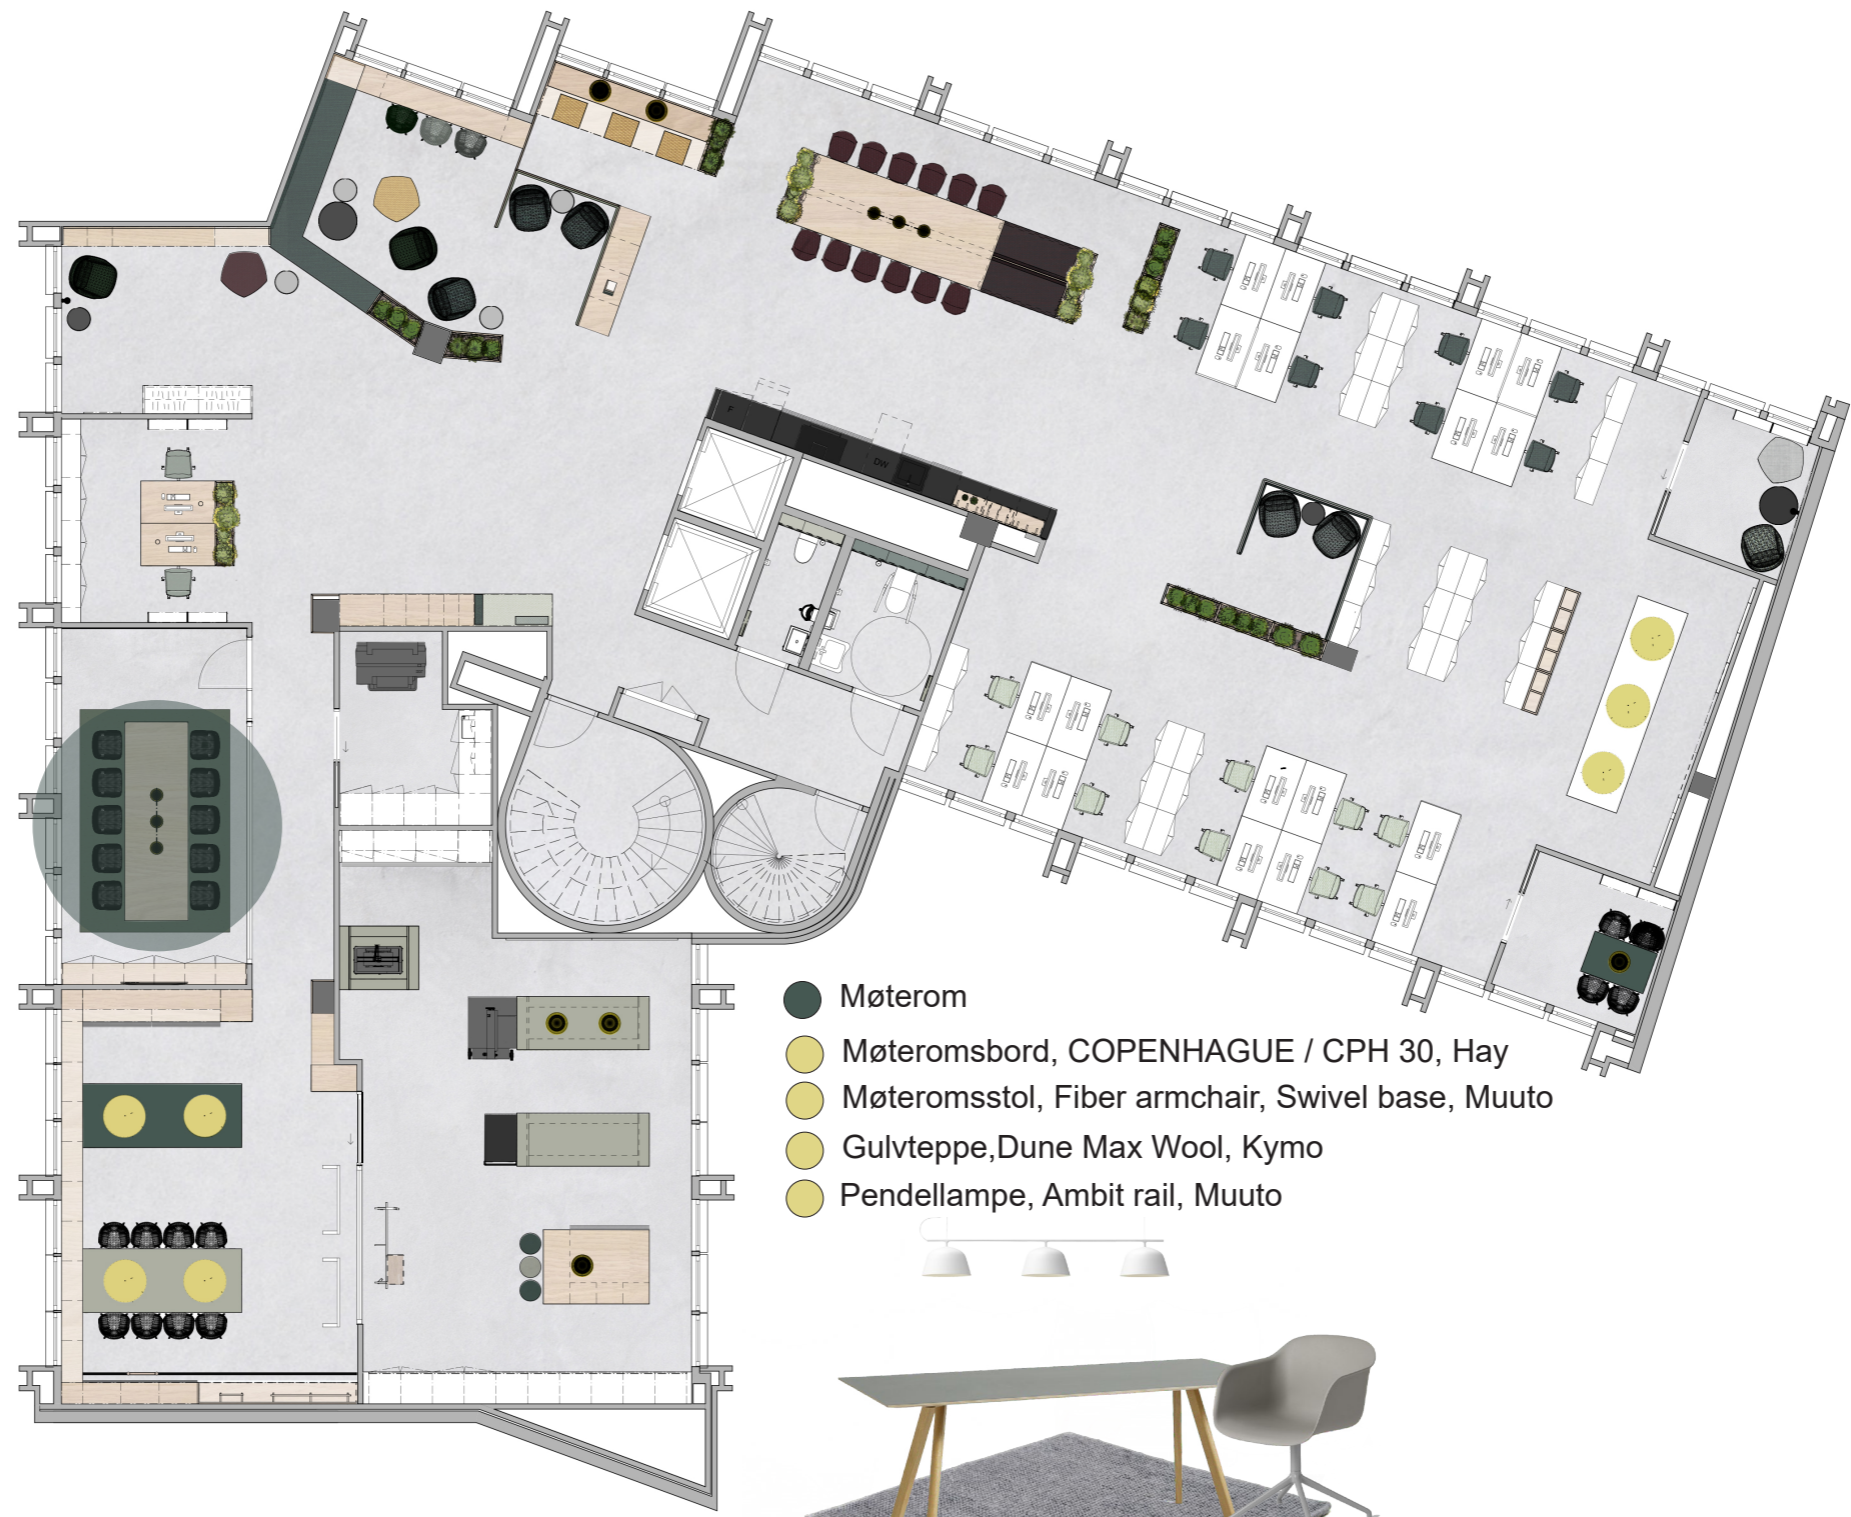 F
DW
Møterom
Møteromsbord, COPENHAGUE / CPH 30, Hay
Møteromsstol, Fiber armchair, Swivel base, Muuto
Gulvteppe,Dune Max Wool, Kymo
Pendellampe, Ambit rail, Muuto